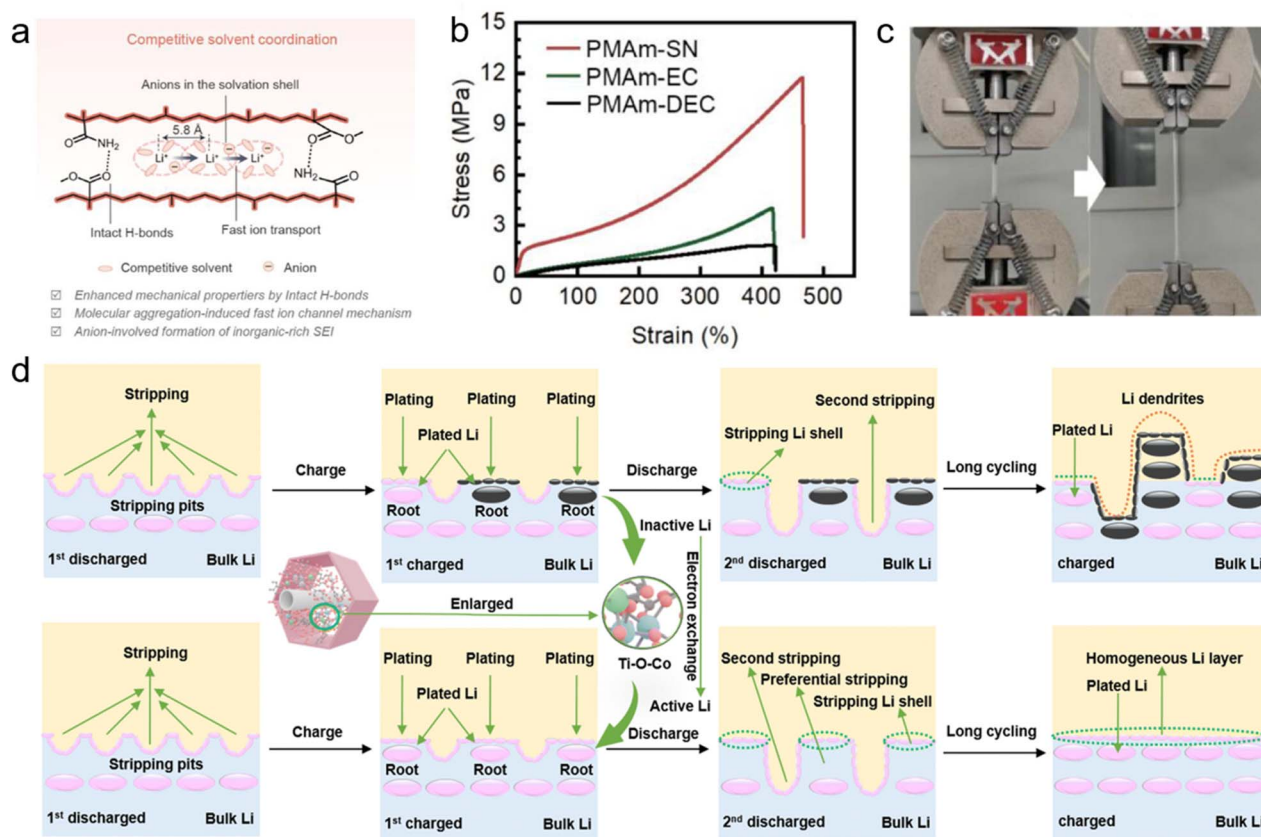 a
Competitive solvent coordination
Anions in the solvation shell
5.8 Å
NH₂
O
O
Li⁺ Li⁺ Li⁺
O
O
O
NH₂
O
Intact H-bonds
Fast ion transport
Competitive solvent
Anion
Enhanced mechanical propertiers by Intact H-bonds
Molecular aggregation-induced fast ion channel mechanism
Anion-involved formation of inorganic-rich SEI
b
Stress (MPa)
15
12
9
6
3
0
PMAm-SN
PMAm-EC
PMAm-DEC
0 100 200 300 400 500
Strain (%)
c
d
Stripping
Stripping pits
1st discharged
Bulk Li
Charge
Plating Plating Plating
Plated Li
Root Root Root
1st charged
Bulk Li
Discharge
Second stripping
Stripping Li shell
2nd discharged
Bulk Li
Long cycling
Li dendrites
Plated Li
charged
Bulk Li
Enlarged
Ti-O-Co
Inactive Li
Electron exchange
Active Li
Stripping
Stripping pits
1st discharged
Bulk Li
Charge
Plating Plating Plating
Plated Li
Root Root Root
1st charged
Bulk Li
Discharge
Second stripping
Preferential stripping
Stripping Li shell
2nd discharged
Bulk Li
Long cycling
Homogeneous Li layer
Plated Li
charged
Bulk Li